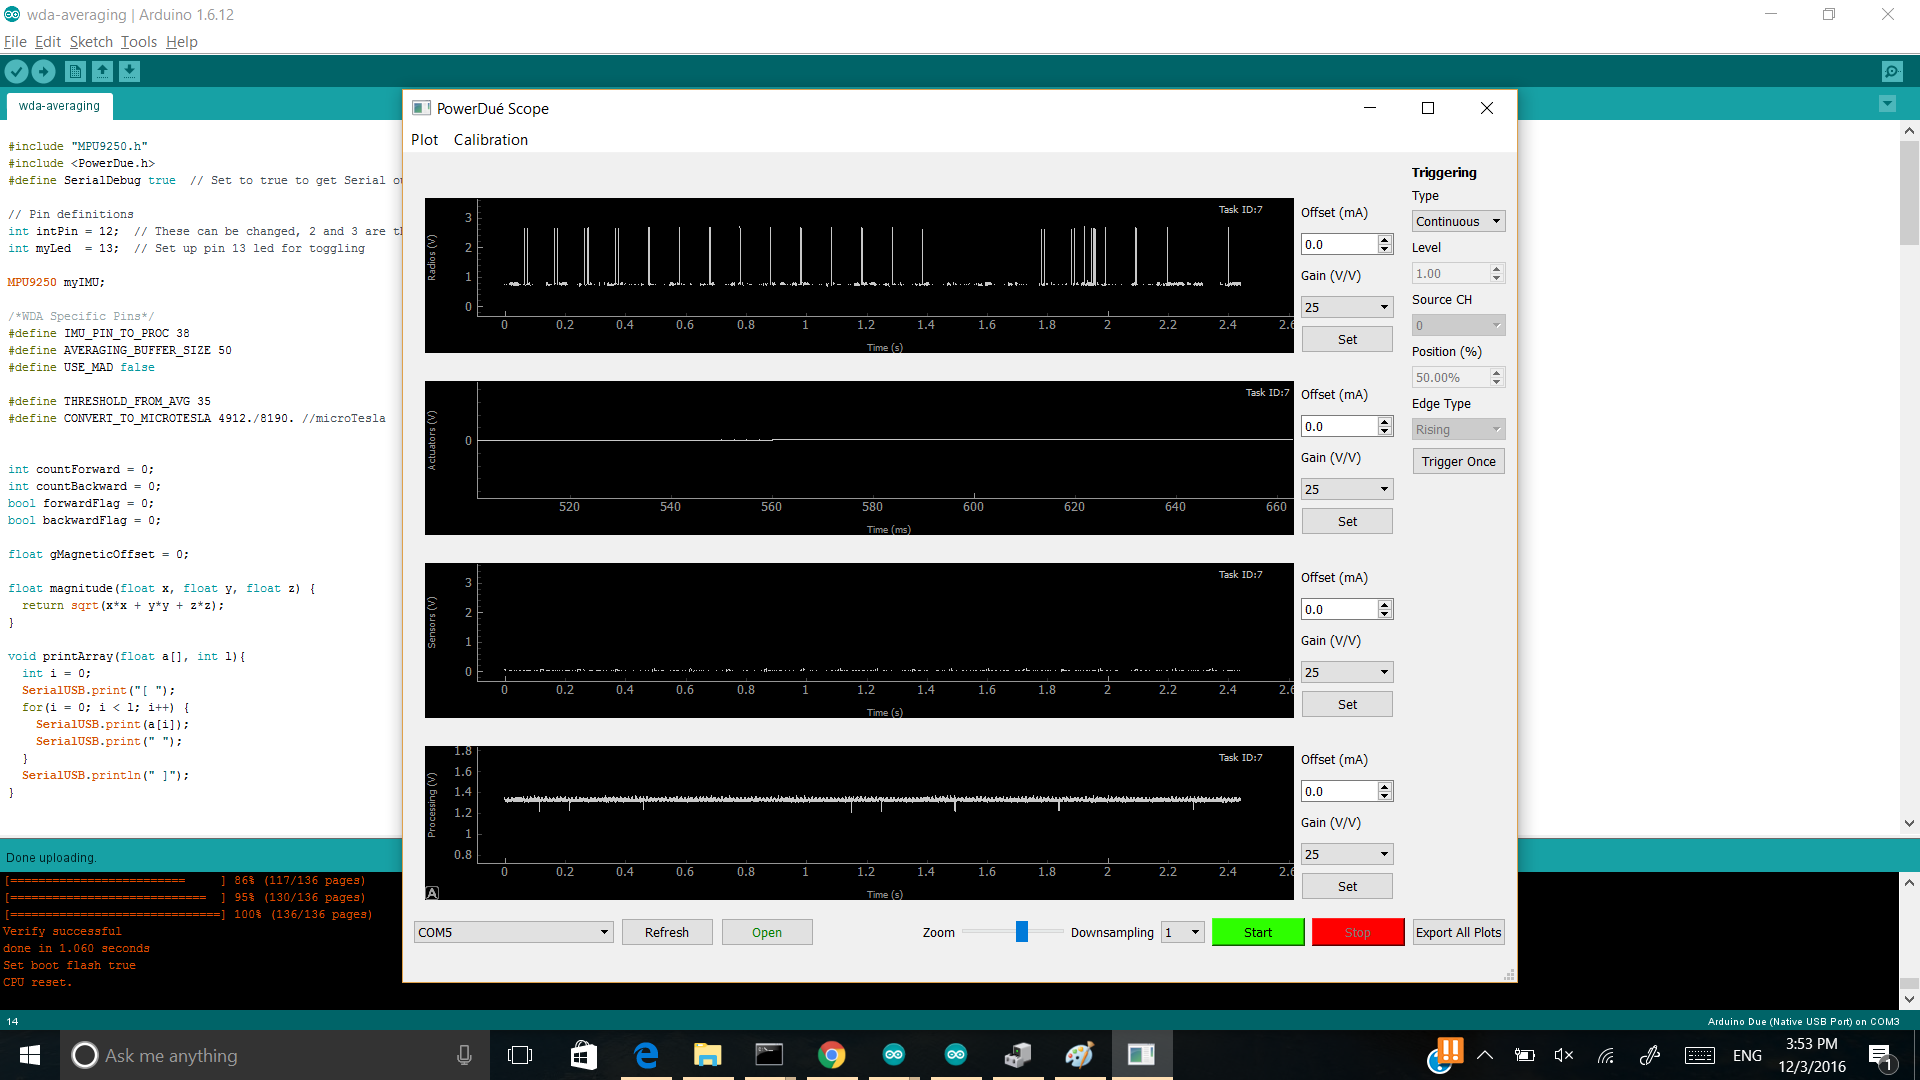 wda-averaging | Arduino 1.6.12
File Edit Sketch Tools Help
wda-averaging
#include "MPU9250.h"
#include <PowerDue.h>
#define SerialDebug true // Set to true to get Serial
// Pin definitions
int intPin = 12; // These can be changed, 2 and 3 are
int myLed = 13; // Set up pin 13 led for toggling
MPU9250 myIMU;
/*WDA Specific Pins*/
#define IMU_PIN_TO_PROC 38
#define AVERAGING_BUFFER_SIZE 50
#define USE_MAD false
#define THRESHOLD_FROM_AVG 35
#define CONVERT_TO_MICROTESLA 4912./8190. //microTesla
int countForward = 0;
int countBackward = 0;
bool forwardFlag = 0;
bool backwardFlag = 0;
float gMagneticOffset = 0;
float magnitude(float x, float y, float z) {
return sqrt(x*x + y*y + z*z);
}
void printArray(float a[], int l){
int i = 0;
SerialUSB.print("[ ");
for(i = 0; i < l; i++) {
SerialUSB.print(a[i]);
SerialUSB.print(" ");
}
SerialUSB.println(" ]");
}
Done uploading.
[========================= ] 86% (117/136 pages)
[============================ ] 95% (130/136 pages)
[==============================] 100% (136/136 pages)
Verify successful
done in 1.060 seconds
Set boot flash true
CPU reset.
14
Arduino Due (Native USB Port) on COM3
PowerDué Scope
Plot Calibration
Radios (V)
3
2
1
0
Task ID:7
0 0.2 0.4 0.6 0.8 1 1.2 1.4 1.6 1.8 2 2.2 2.4 2.6
Time (s)
Offset (mA)
0.0
Gain (V/V)
25
Set
Actuators (V)
0
Task ID:7
520 540 560 580 600 620 640 660
Time (ms)
Offset (mA)
0.0
Gain (V/V)
25
Set
Sensors (V)
3
2
1
0
Task ID:7
0 0.2 0.4 0.6 0.8 1 1.2 1.4 1.6 1.8 2 2.2 2.4 2.6
Time (s)
Offset (mA)
0.0
Gain (V/V)
25
Set
Processing (V)
1.8
1.6
1.4
1.2
1
0.8
Task ID:7
0 0.2 0.4 0.6 0.8 1 1.2 1.4 1.6 1.8 2 2.2 2.4 2.6
Time (s)
A
Offset (mA)
0.0
Gain (V/V)
25
Set
Triggering
Type
Continuous
Level
1.00
Source CH
0
Position (%)
50.00%
Edge Type
Rising
Trigger Once
COM5 Refresh Open Zoom Downsampling 1 Start Stop Export All Plots
Ask me anything
ENG
3:53 PM
12/3/2016
1